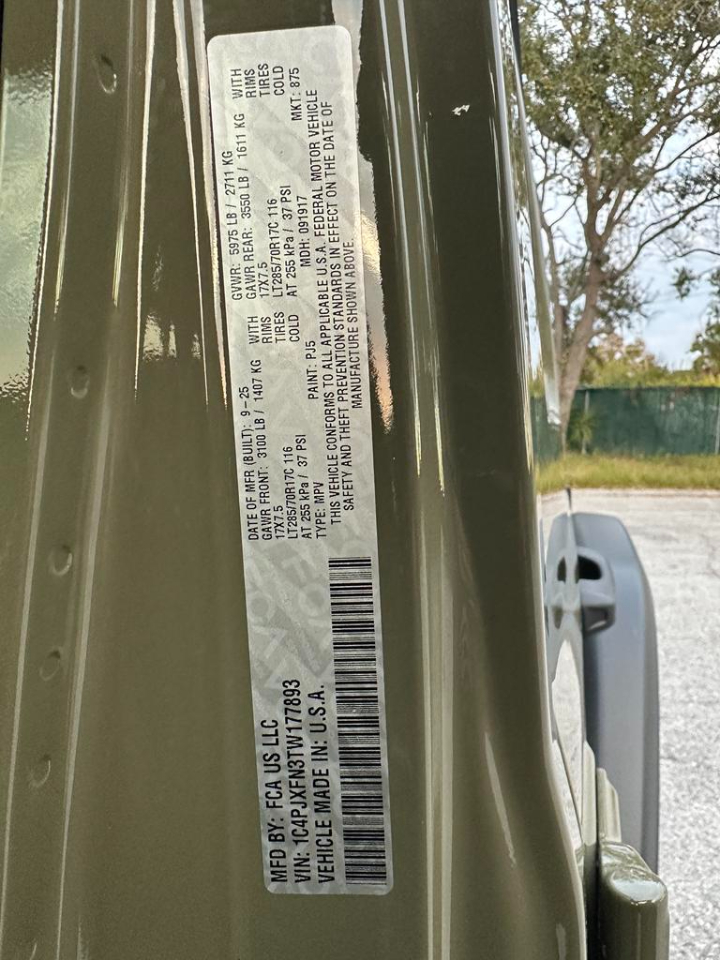 MFD BY: FCA US LLC
VIN: 1C4PJXFN3TW177893
VEHICLE MADE IN: U.S.A.
DATE OF MFR (BUILT): 9-25 GVWR: 5975 LB / 2711 KG
GAWR FRONT: 3100 LB / 1407 KG WITH GAWR REAR: 3550 LB / 1611 KG WITH
17X7.5 RIMS 17X7.5 RIMS
LT285/70R17C 116 TIRES LT285/70R17C 116 TIRES
AT 255 kPa / 37 PSI COLD AT 255 kPa / 37 PSI COLD
TYPE: MPV PAINT: PJ5 MDH: 091917 MKT: 875
THIS VEHICLE CONFORMS TO ALL APPLICABLE U.S.A. FEDERAL MOTOR VEHICLE
SAFETY AND THEFT PREVENTION STANDARDS IN EFFECT ON THE DATE OF
MANUFACTURE SHOWN ABOVE.